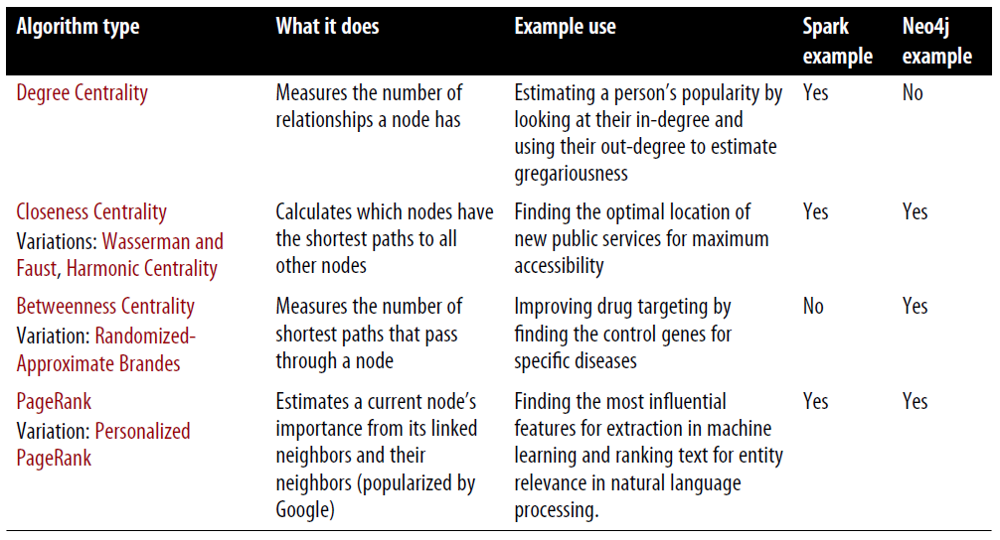 Algorithm type What it does Example use Spark example Neo4j example
Degree Centrality
Measures the number of
relationships a node has
Estimating a person’s popularity by
looking at their in-degree and
using their out-degree to estimate
gregariousness
Yes
No
Closeness Centrality
Variations: Wasserman and
Faust, Harmonic Centrality
Calculates which nodes have
the shortest paths to all
other nodes
Finding the optimal location of
new public services for maximum
accessibility
Yes
Yes
Betweenness Centrality
Variation: Randomized-
Approximate Brandes
Measures the number of
shortest paths that pass
through a node
Improving drug targeting by
finding the control genes for
specific diseases
No
Yes
PageRank
Variation: Personalized
PageRank
Estimates a current node’s
importance from its linked
neighbors and their
neighbors (popularized by
Google)
Finding the most influential
features for extraction in machine
learning and ranking text for entity
relevance in natural language
processing.
Yes
Yes